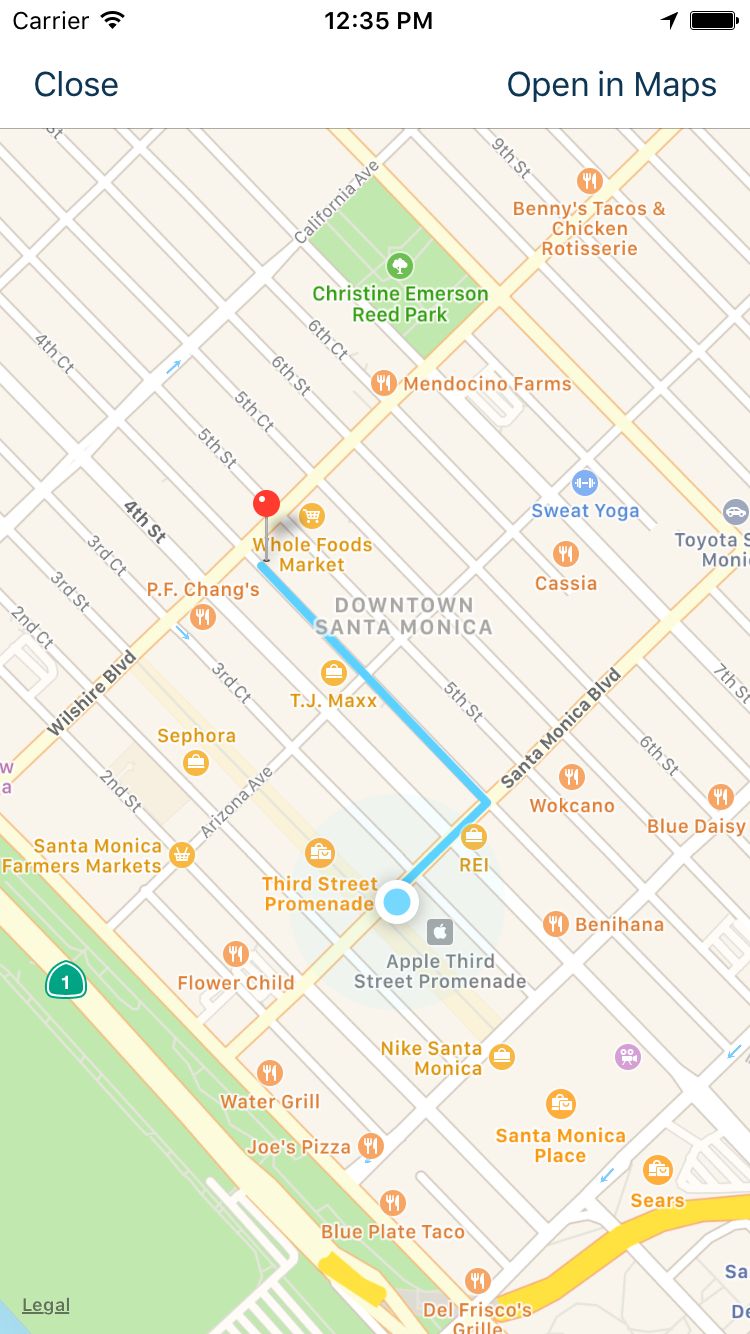 Carrier
12:35 PM
Close
Open in Maps
St
9th St
California Ave
Benny's Tacos &
Chicken
Rotisserie
Christine Emerson
Reed Park
4th Ct
6th Ct
6th St
Mendocino Farms
5th Ct
5th St
4th St
Sweat Yoga
Whole Foods
Market
Toyota S
Moni
3rd Ct
Cassia
P.F. Chang's
3rd St
DOWNTOWN
SANTA MONICA
2nd Ct
Wilshire Blvd
3rd Ct
T.J. Maxx
5th St
Santa Monica Blvd
7th St
Sephora
6th St
w
a
2nd St
Arizona Ave
Wokcano
Blue Daisy
Santa Monica
Farmers Markets
REI
Third Street
Promenade
Benihana
Apple Third
Street Promenade
1
Flower Child
Nike Santa
Monica
Water Grill
Santa Monica
Place
Joe's Pizza
Sears
Blue Plate Taco
Sa
Legal
Del Frisco's
Grille
De